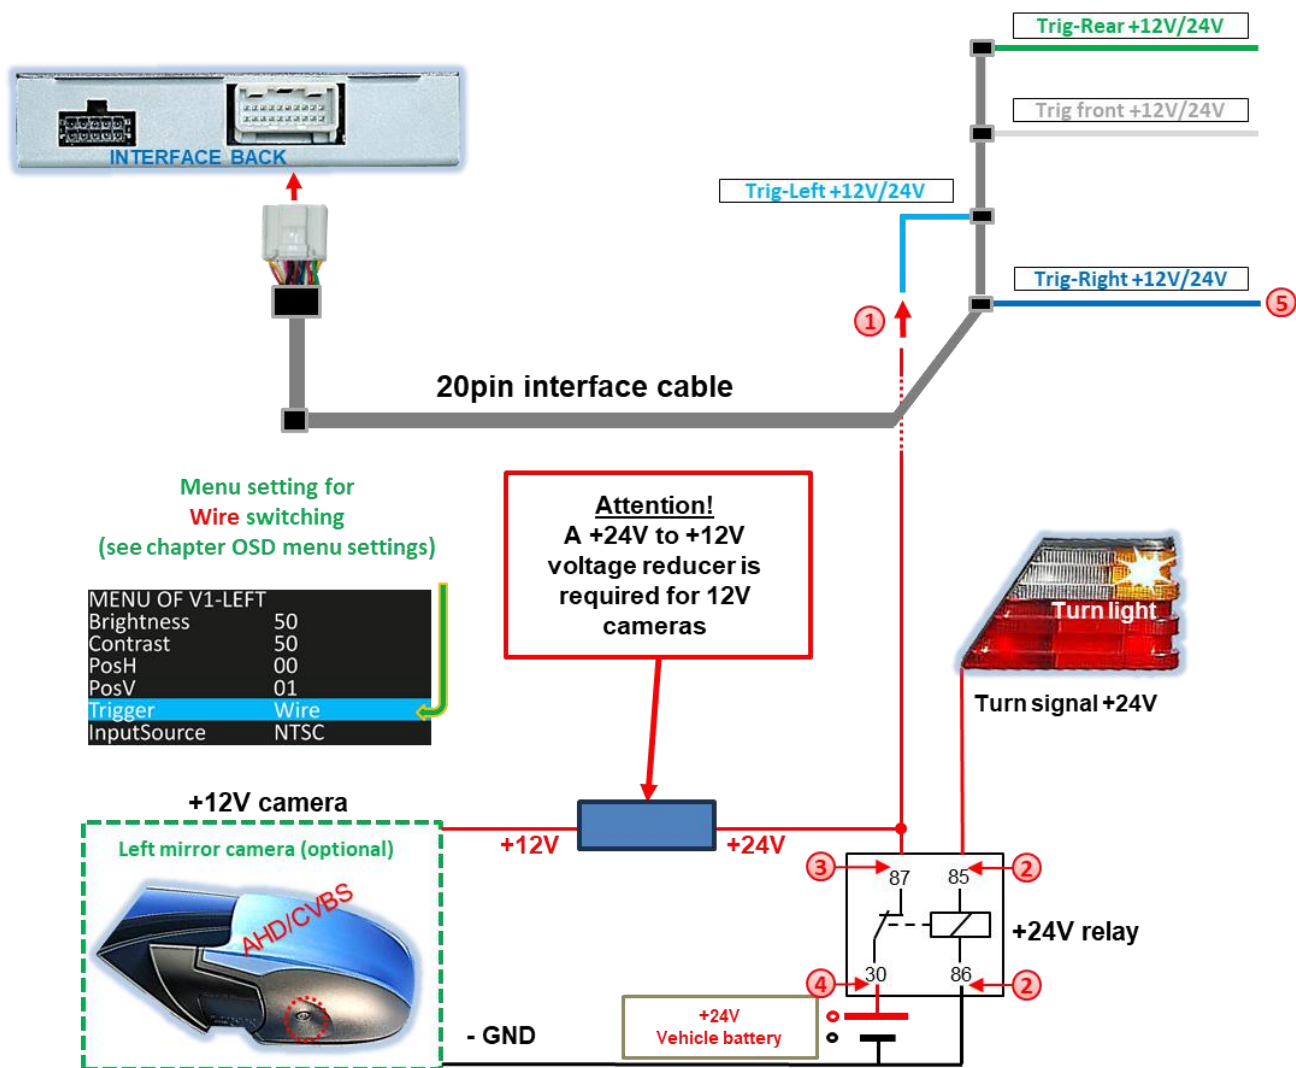 Trig-Rear +12V/24V
Trig front +12V/24V
INTERFACE BACK
Trig-Left +12V/24V
Trig-Right +12V/24V
5
1
20pin interface cable
Menu setting for
Wire switching
(see chapter OSD menu settings)
Attention!
A +24V to +12V
voltage reducer is
required for 12V
cameras
MENU OF V1-LEFT
Brightness 50
Contrast 50
PosH 00
PosV 01
Trigger Wire
InputSource NTSC
Turn light
Turn signal +24V
+12V camera
Left mirror camera (optional)
+12V
+24V
AHD/CVBS
3
87
85
2
+24V relay
4
30
86
2
+24V
Vehicle battery
- GND